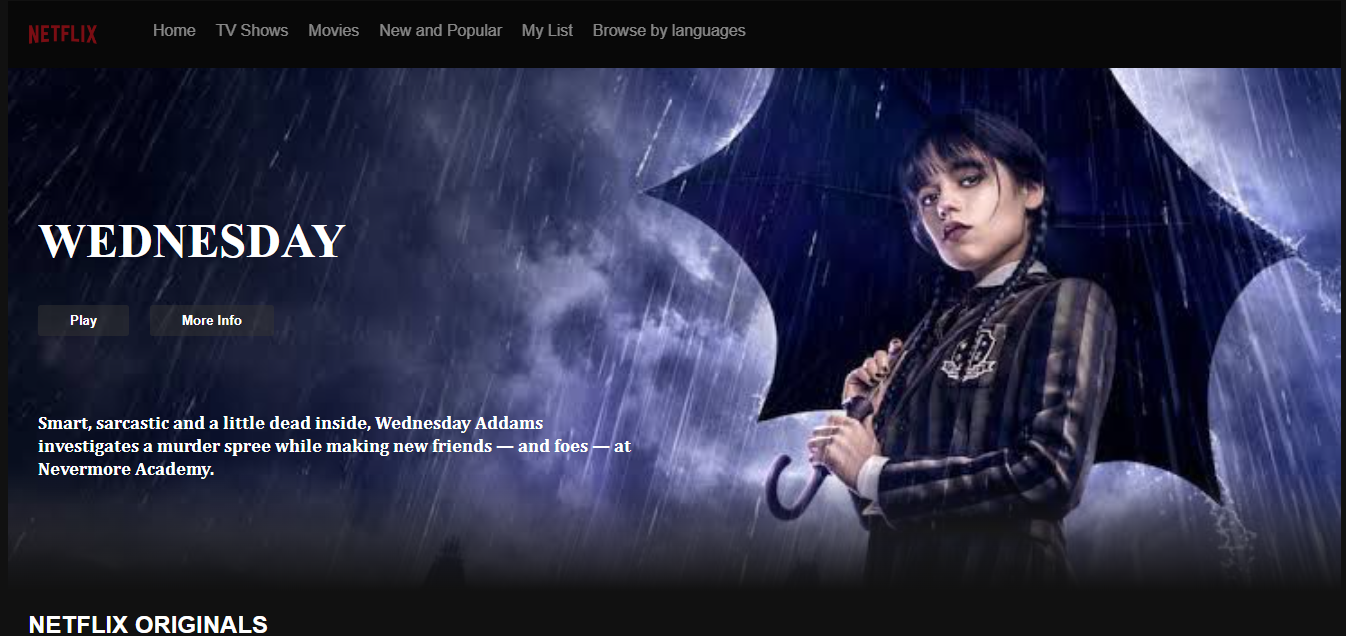 NETFLIX Home TV Shows Movies New and Popular My List Browse by languages
WEDNESDAY
Play More Info
Smart, sarcastic and a little dead inside, Wednesday Addams
investigates a murder spree while making new friends — and foes — at
Nevermore Academy.
NETFLIX ORIGINALS